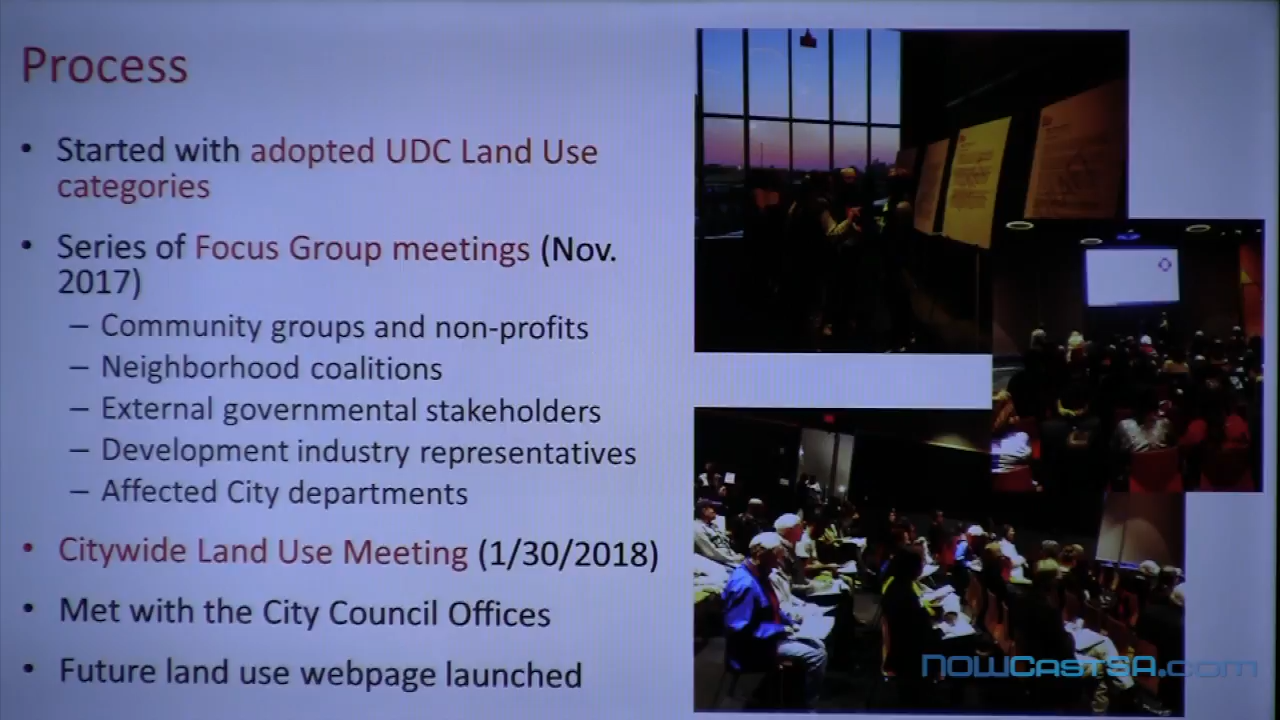 Process
• Started with adopted UDC Land Use
categories
• Series of Focus Group meetings (Nov.
2017)
– Community groups and non-profits
– Neighborhood coalitions
– External governmental stakeholders
– Development industry representatives
– Affected City departments
• Citywide Land Use Meeting (1/30/2018)
• Met with the City Council Offices
• Future land use webpage launched
NOWCASTSA.com